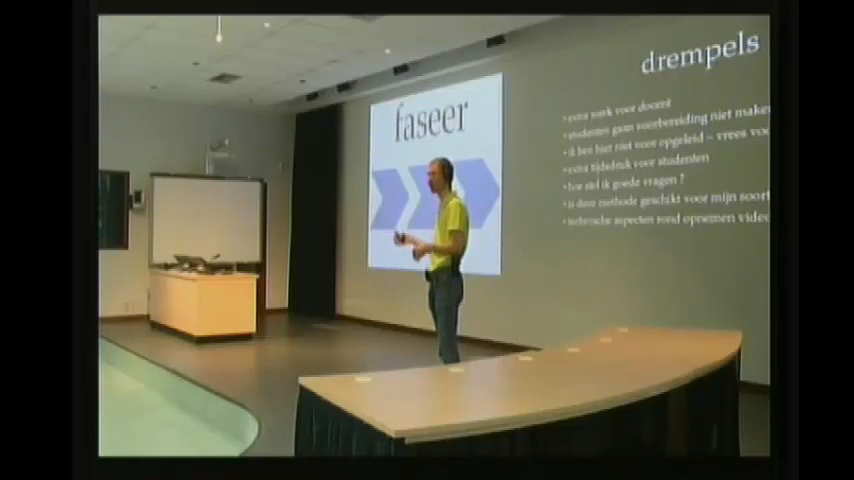 faseer
drempels
• extra werk voor docent
• studenten gaan voorbereiding niet maken
• ik ben hier niet voor opgeleid – vrees voo
• extra tijdsdruk voor studenten
• hoe stel ik goede vragen ?
• is deze methode geschikt voor mijn soort
• technische aspecten rond opnemen video